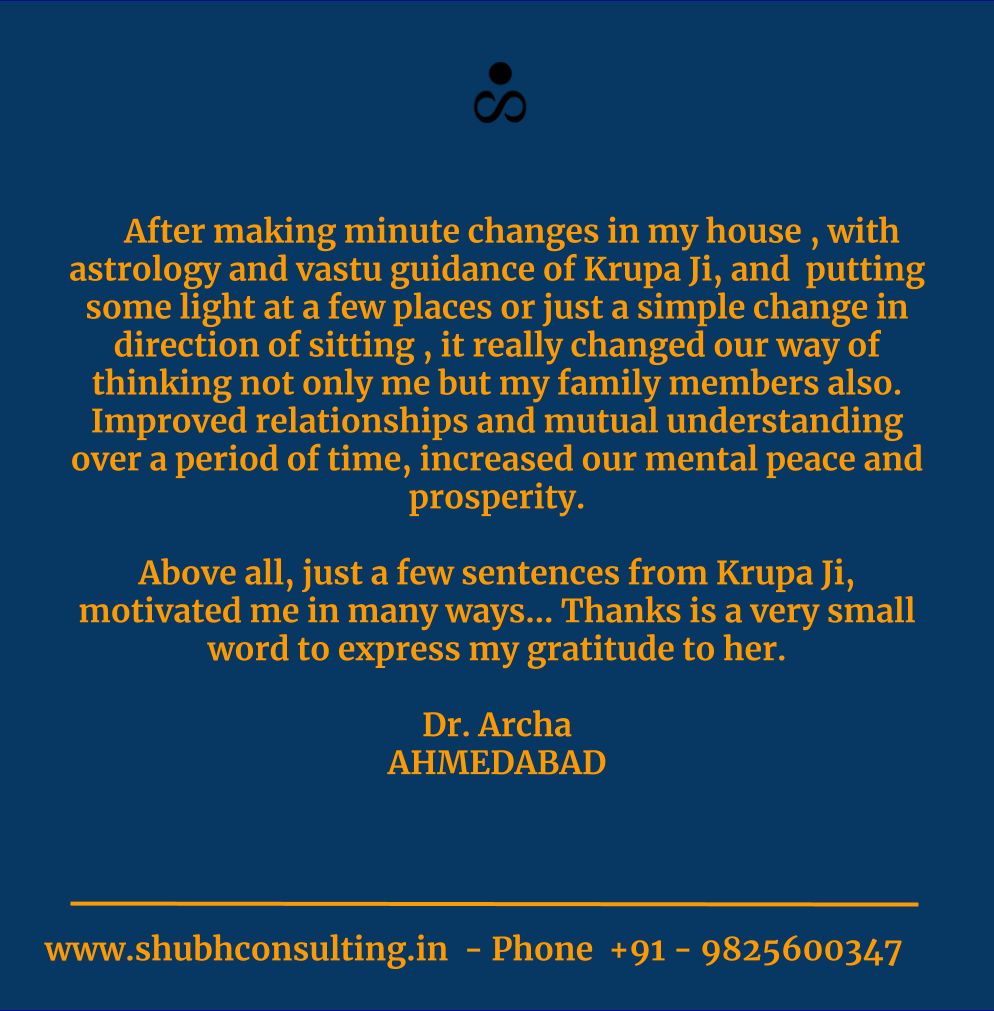 After making minute changes in my house , with
astrology and vastu guidance of Krupa Ji, and  putting
some light at a few places or just a simple change in
direction of sitting , it really changed our way of
thinking not only me but my family members also.
Improved relationships and mutual understanding
over a period of time, increased our mental peace and
prosperity.
Above all, just a few sentences from Krupa Ji,
motivated me in many ways... Thanks is a very small
word to express my gratitude to her.
Dr. Archa
AHMEDABAD
www.shubhconsulting.in  - Phone  +91 - 9825600347